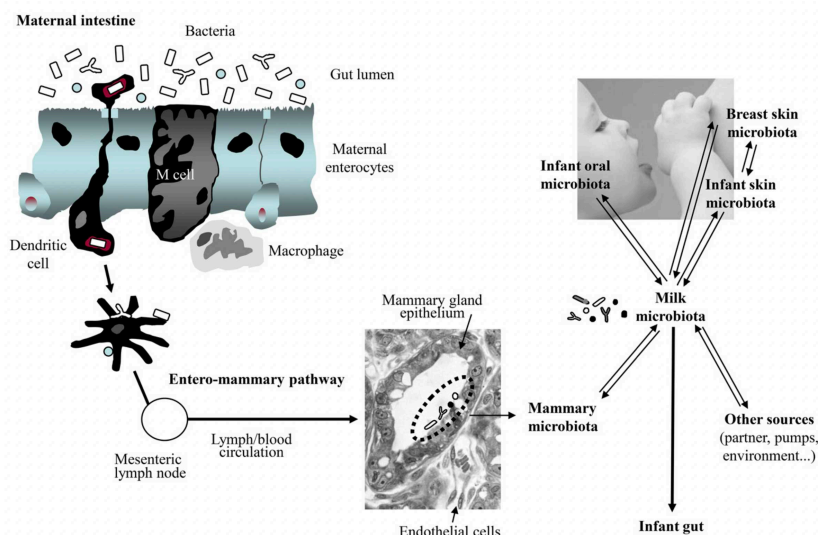 Maternal intestine
Bacteria
Gut lumen
Maternal
enterocytes
M cell
Dendritic
cell
Macrophage
Entero-mammary pathway
Lymph/blood
circulation
Mesenteric
lymph node
Mammary gland
epithelium
Endothelial cells
Breast skin
microbiota
Infant oral
microbiota
Infant skin
microbiota
Milk
microbiota
Mammary
microbiota
Other sources
(partner, pumps,
environment...)
Infant gut